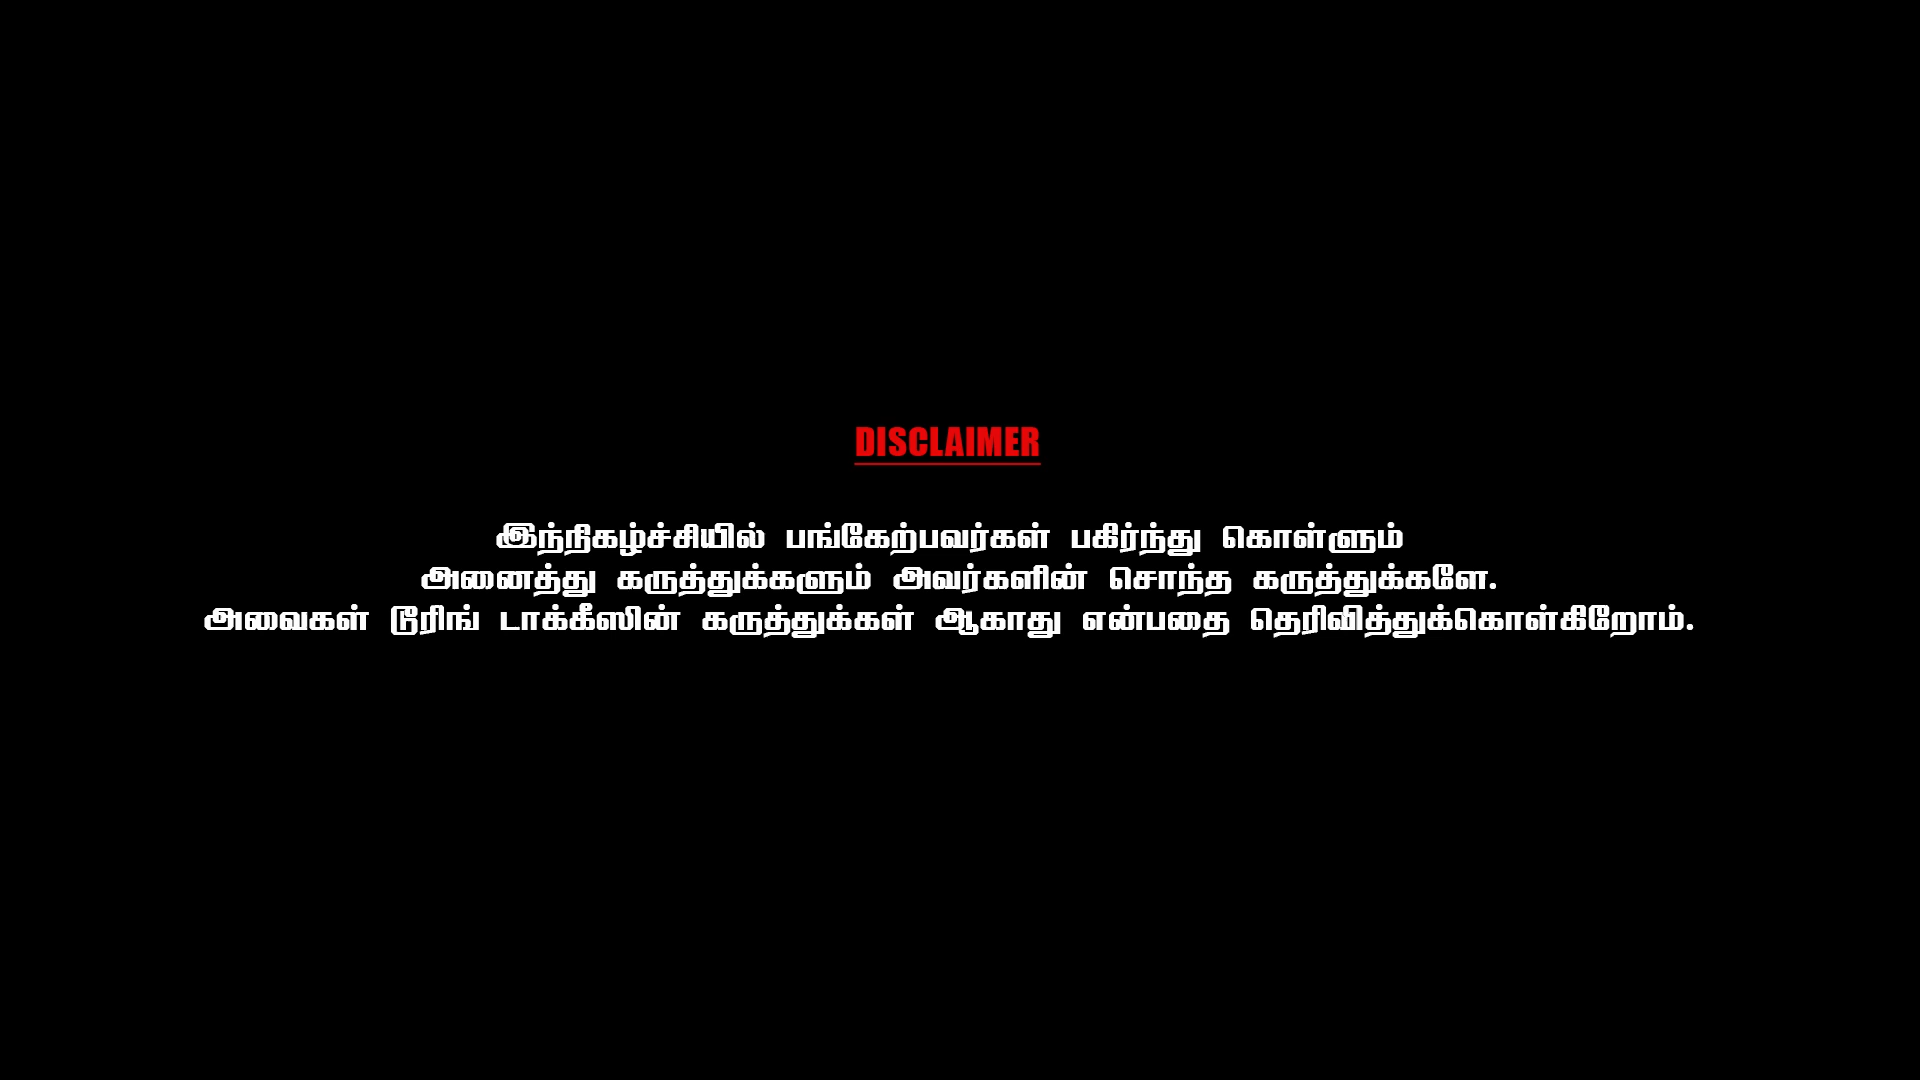 DISCLAIMER
இந்நிகழ்ச்சியில் பங்கேற்பவர்கள் பகிர்ந்து கொள்ளும்
அனைத்து கருத்துக்களும் அவர்களின் சொந்த கருத்துக்களே.
அவைகள் டூரிங் டாக்கீஸின் கருத்துக்கள் ஆகாது என்பதை தெரிவித்துக்கொள்கிறோம்.